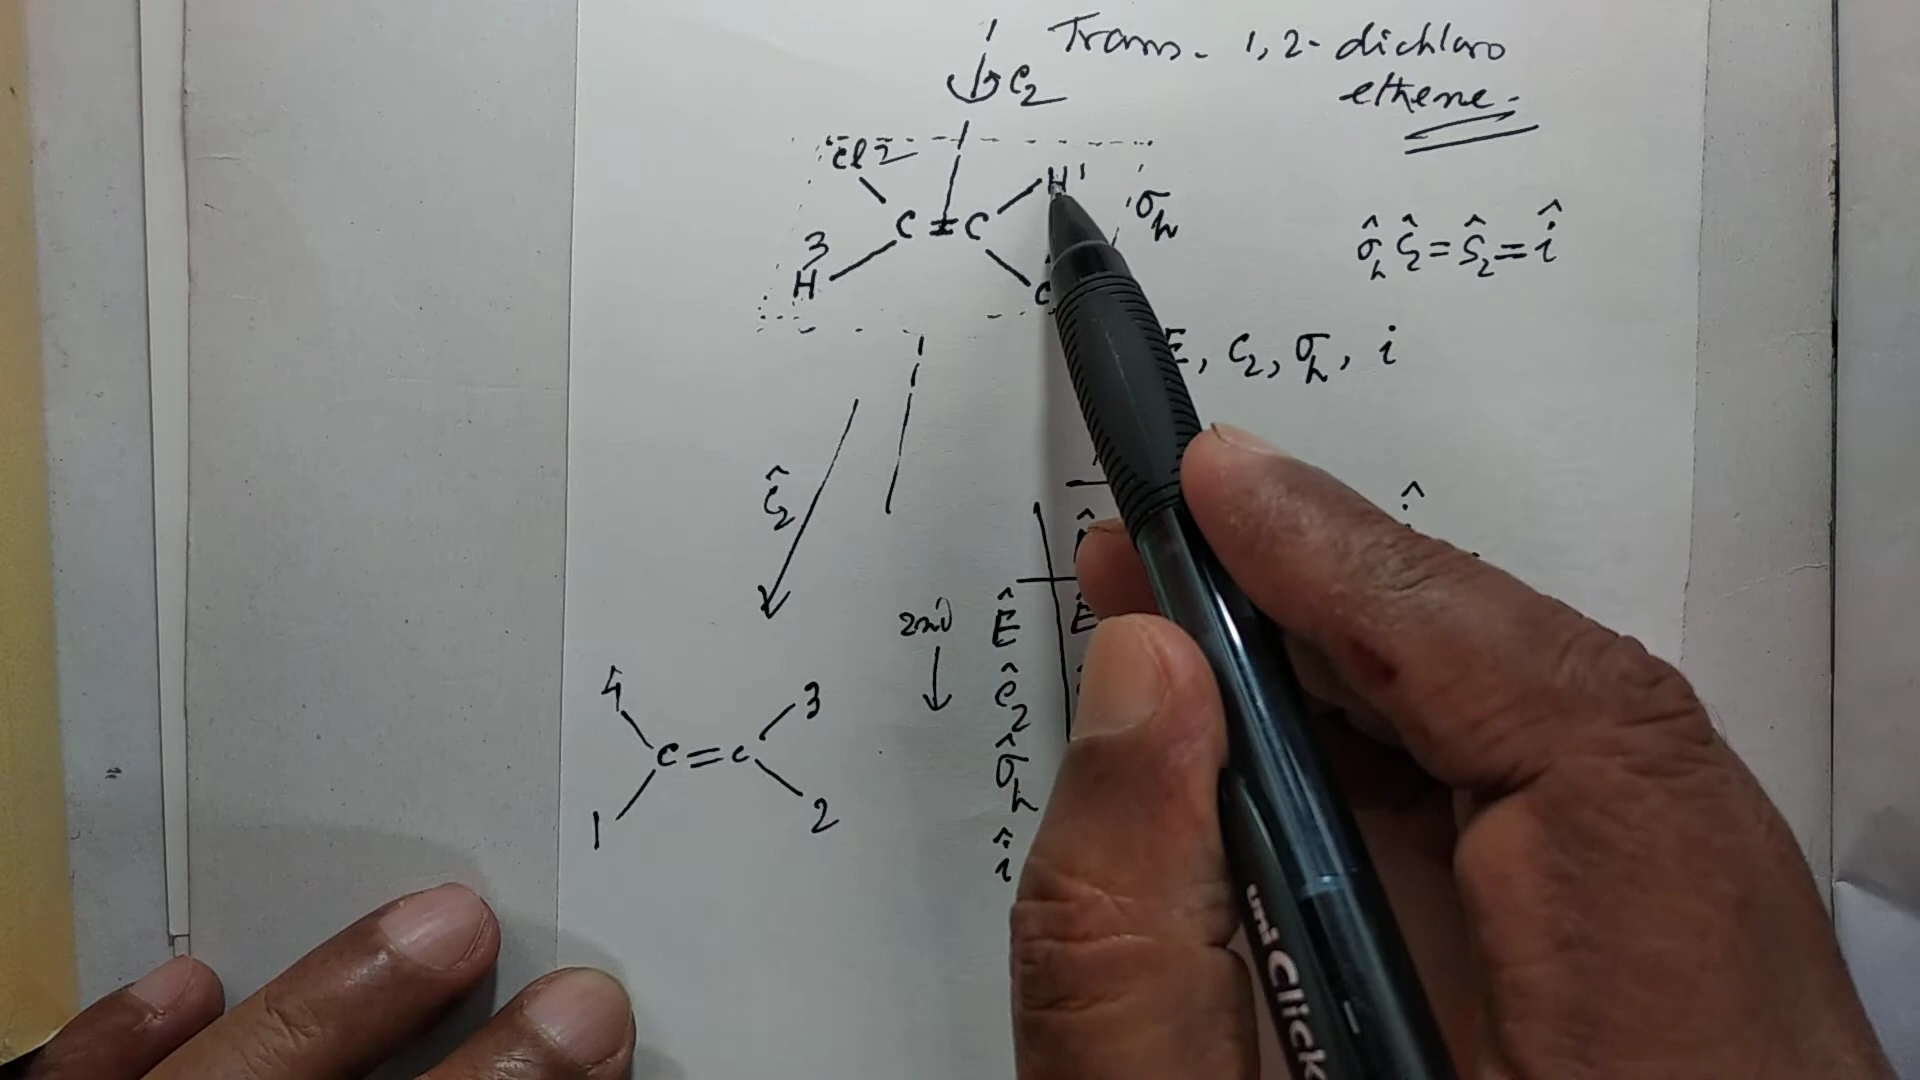 Trans- 1,2- dichloro
ethene
C₂
Cl 2
H 1
σₕ
C = C
3
H
C
σ̂ₕ Ĉ₂ = Ŝ₂ = î
E, C₂, σₕ, i
Ĉ₂
2nd
Ê
Ê
Ĉ₂
σ̂ₕ
î
î
4
3
C = C
1
2
uni Click